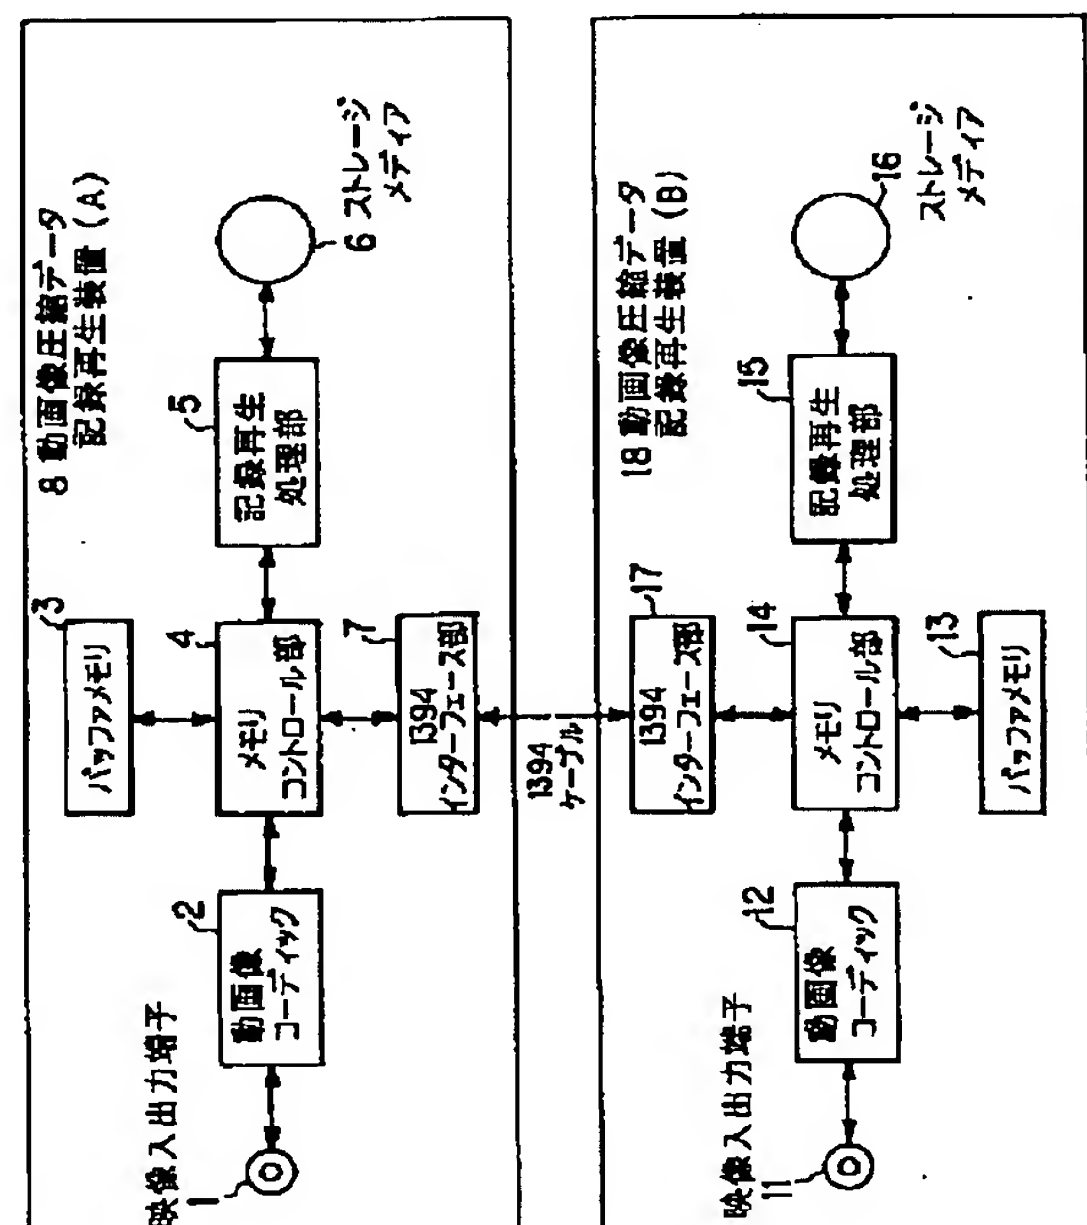 8 動画像圧縮データ
記録再生装置 (A)
3
バッファメモリ
1
映像入出力端子
2
動画像
コーディック
4
メモリ
コントロール部
5
記録再生
処理部
6 ストレージ
メディア
7
1394
インターフェース部
1394
ケーブル
18 動画像圧縮データ
記録再生装置 (B)
17
1394
インターフェース部
映像入出力端子
11
12
動画像
コーディック
14
メモリ
コントロール部
15
記録再生
処理部
16
ストレージ
メディア
13
バッファメモリ